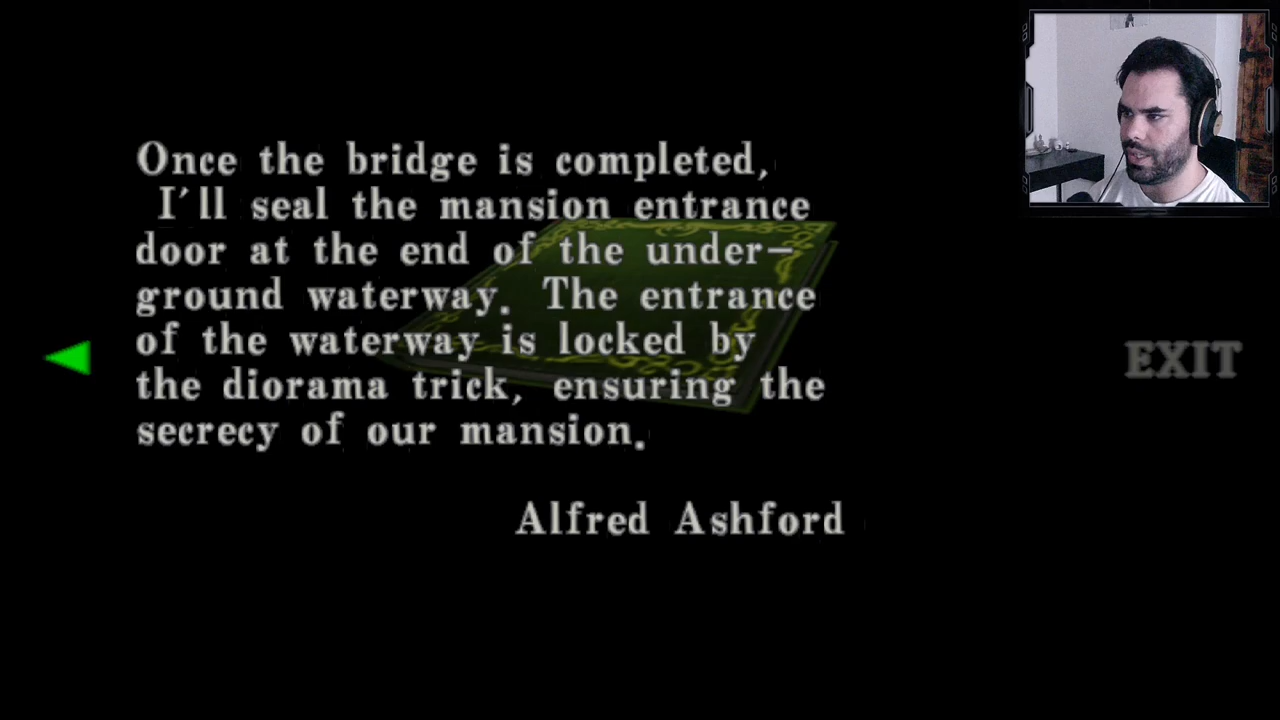 Once the bridge is completed,
I'll seal the mansion entrance
door at the end of the under-
ground waterway. The entrance
of the waterway is locked by
the diorama trick, ensuring the
secrecy of our mansion.
Alfred Ashford
EXIT